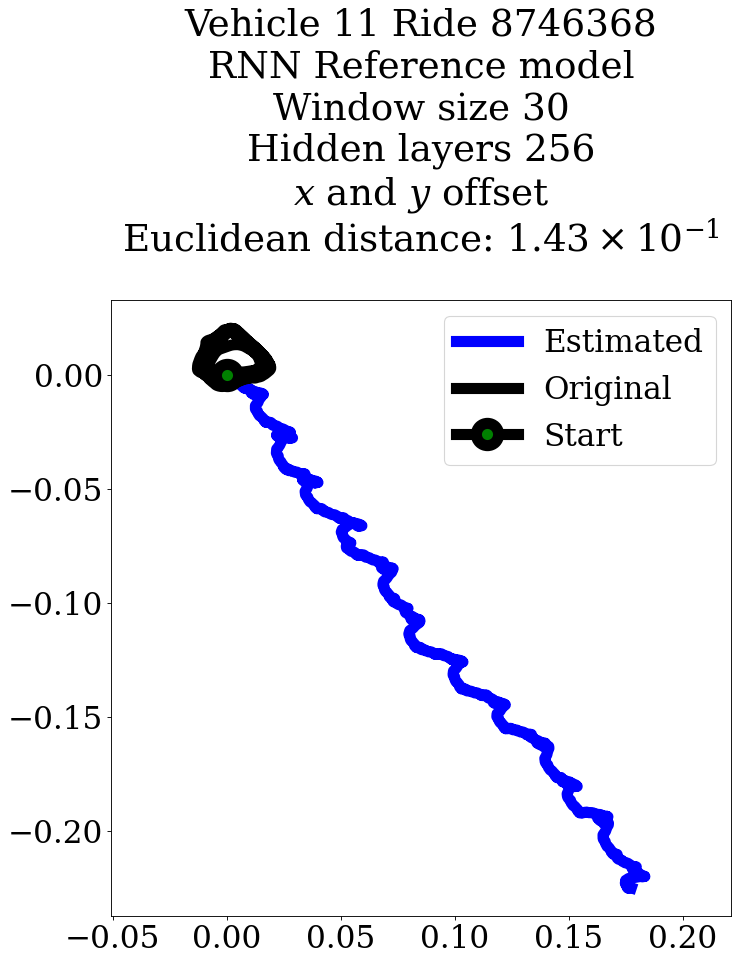 Vehicle 11 Ride 8746368
RNN Reference model
Window size 30
Hidden layers 256
x and y offset
Euclidean distance: 1.43 × 10⁻¹
Estimated
Original
Start
0.00
−0.05
−0.10
−0.15
−0.20
−0.05 0.00 0.05 0.10 0.15 0.20